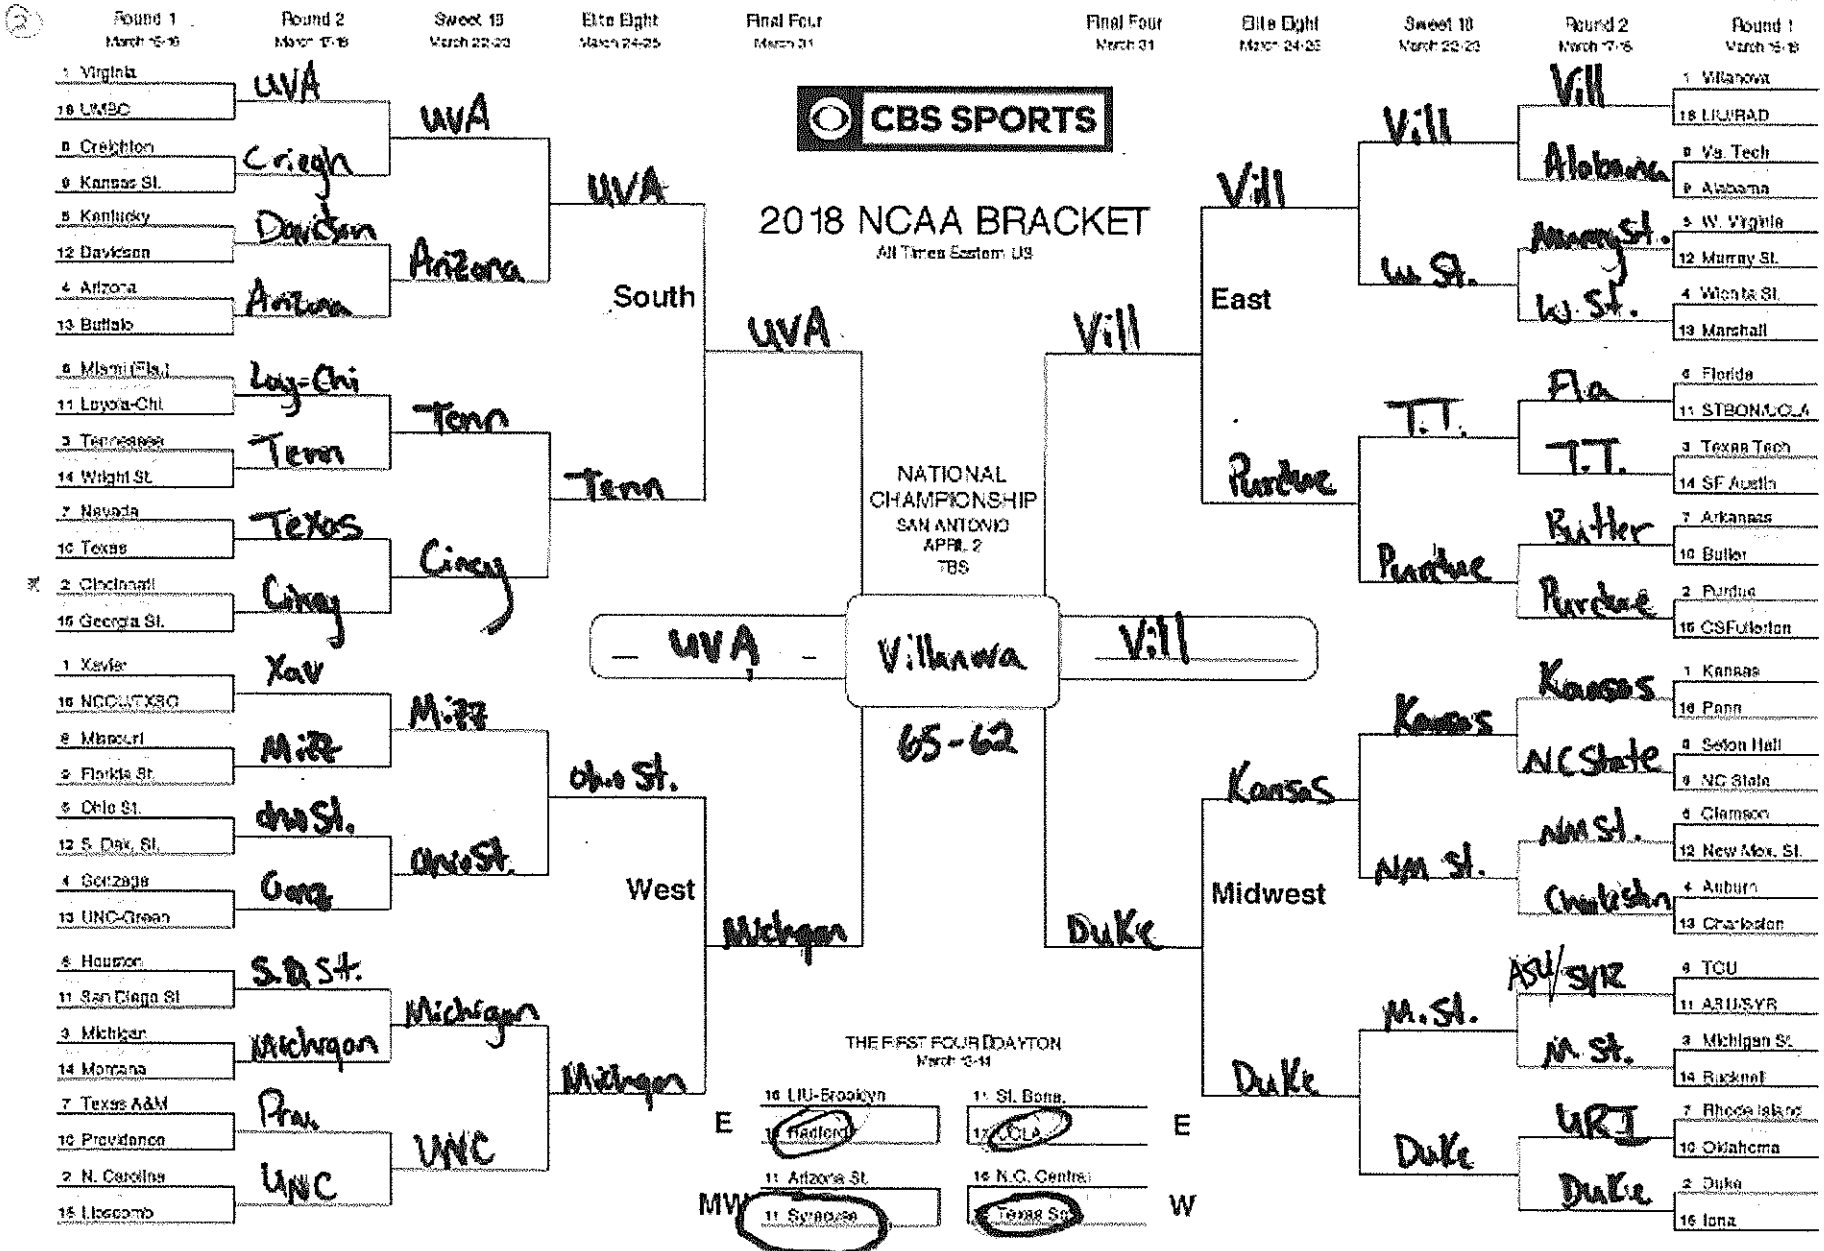 2
Round 1
March 15-16
Round 2
March 17-18
Sweet 16
March 22-23
Elite Eight
March 24-25
Final Four
March 31
Final Four
March 31
Elite Eight
March 24-25
Sweet 16
March 22-23
Round 2
March 17-18
Round 1
March 15-16
CBS SPORTS
2018 NCAA BRACKET
All Times Eastern US
1 Virginia
16 UMBC
8 Creighton
9 Kansas St.
5 Kentucky
12 Davidson
4 Arizona
13 Buffalo
6 Miami (Fla.)
11 Loyola-Chi.
3 Tennessee
14 Wright St.
7 Nevada
10 Texas
2 Cincinnati
15 Georgia St.
UVA
Criegh
Davidson
Arizona
Loy-Chi
Tenn
Texas
Cincy
UVA
Arizona
Tenn
Cincy
UVA
Tenn
South
UVA
1 Xavier
16 NCCU/TXSO
8 Missouri
9 Florida St.
5 Ohio St.
12 S. Dak. St.
4 Gonzaga
13 UNC-Green
6 Houston
11 San Diego St
3 Michigan
14 Montana
7 Texas A&M
10 Providence
2 N. Carolina
15 Lipscomb
Xav
Mizz
Ohio St.
Gonz
S.D St.
Michigan
Prov.
UNC
Mizz
Ohio St.
Michigan
UNC
Ohio St.
Michigan
West
Michigan
NATIONAL
CHAMPIONSHIP
SAN ANTONIO
APRIL 2
TBS
UVA
Villanova
Vill
65-62
Vill
East
Vill
Purdue
Vill
W St.
T.T.
Purdue
Vill
Alabama
Murray St.
W. St.
Fla
T.T.
Butler
Purdue
1 Villanova
16 LIU/RAD
8 Va. Tech
9 Alabama
5 W. Virginia
12 Murray St.
4 Wichita St.
13 Marshall
6 Florida
11 STBON/UCLA
3 Texas Tech
14 SF Austin
7 Arkansas
10 Butler
2 Purdue
15 CSFullerton
Duke
Midwest
Kansas
Duke
Kansas
NM St.
M. St.
Duke
Kansas
NC State
NM St.
Charleston
ASU/SYR
M. St.
URI
Duke
1 Kansas
16 Penn
8 Seton Hall
9 NC State
5 Clemson
12 New Mex. St.
4 Auburn
13 Charleston
6 TCU
11 ASU/SYR
3 Michigan St.
14 Bucknell
7 Rhode Island
10 Oklahoma
2 Duke
15 Iona
THE FIRST FOUR DAYTON
March 13-14
E
16 LIU-Brooklyn
16 Radford
11 St. Bona.
UCLA
E
MW
11 Arizona St.
11 Syracuse
16 N.C. Central
Texas So
W